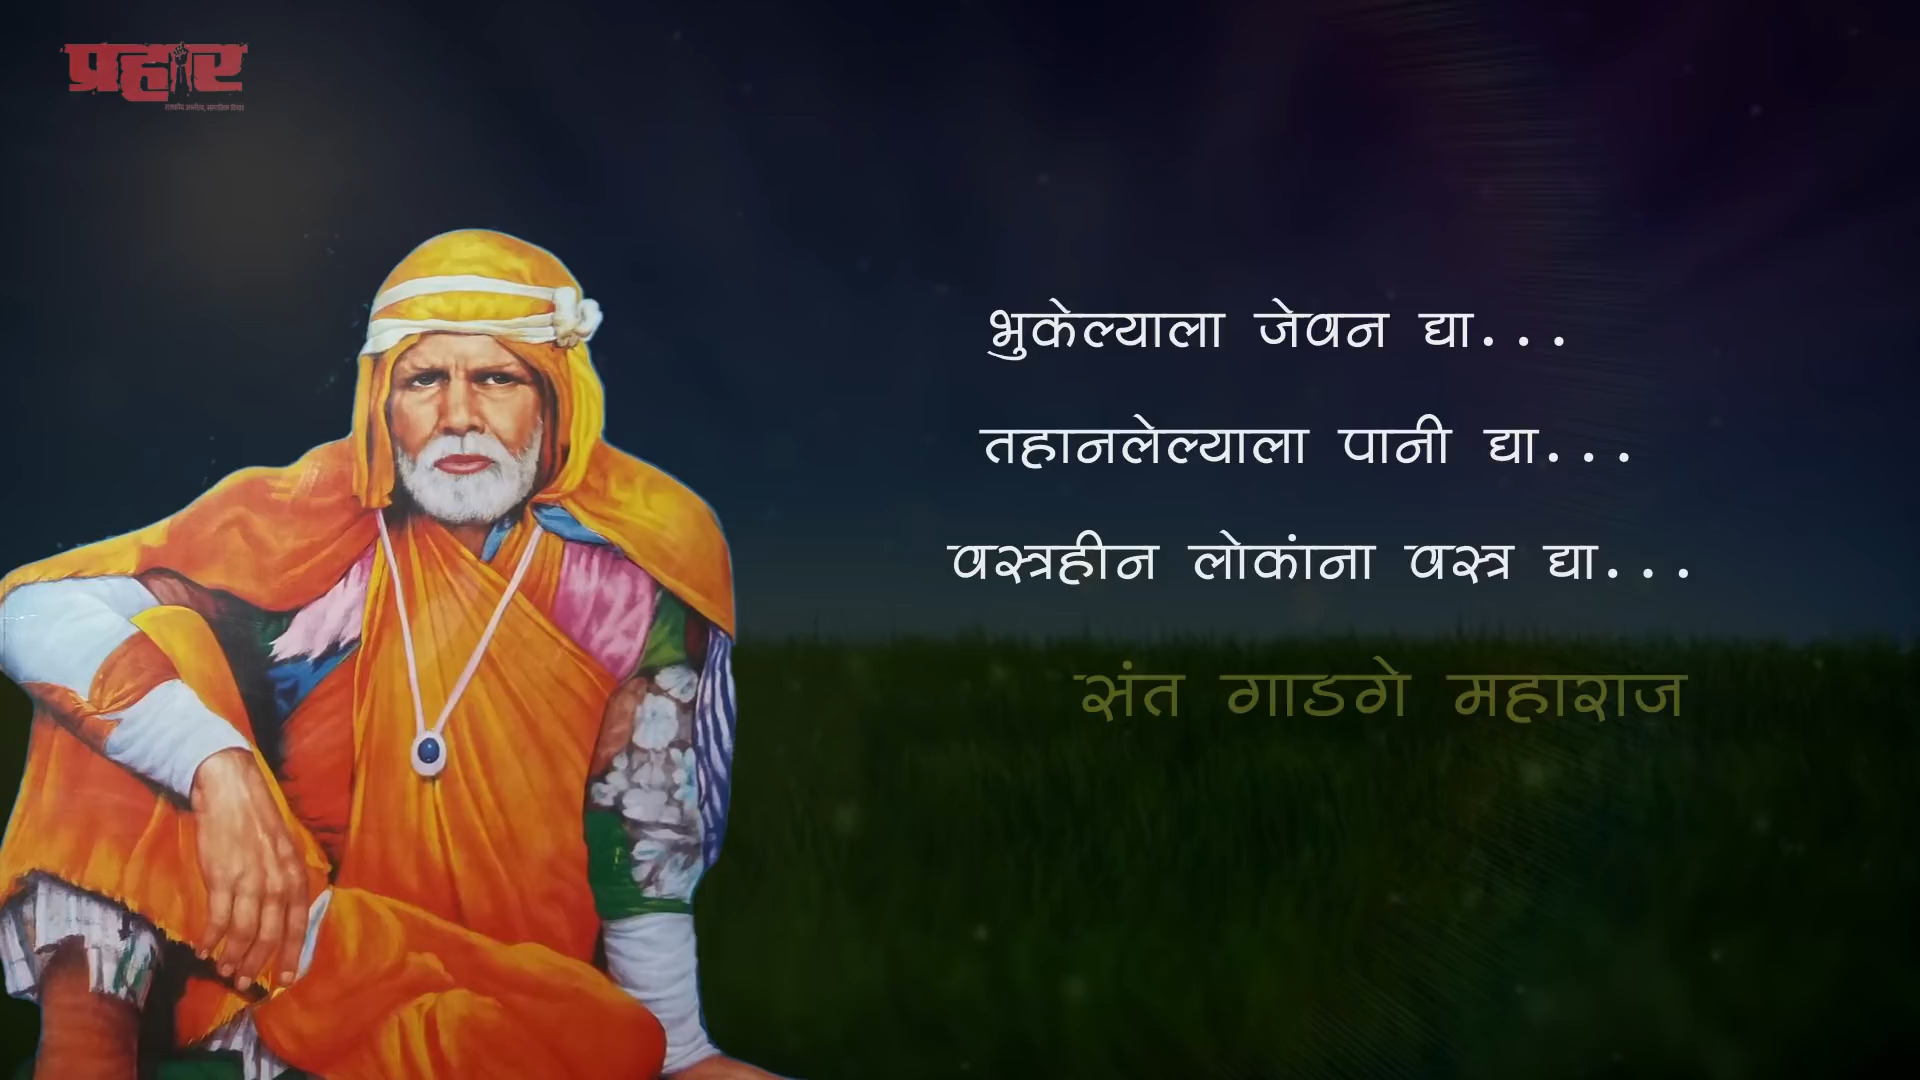 प्रहार
भुकेल्याला जेवन द्या...
तहानलेल्याला पानी द्या...
वस्त्रहीन लोकांना वस्त्र द्या...
संत गाडगे महाराज